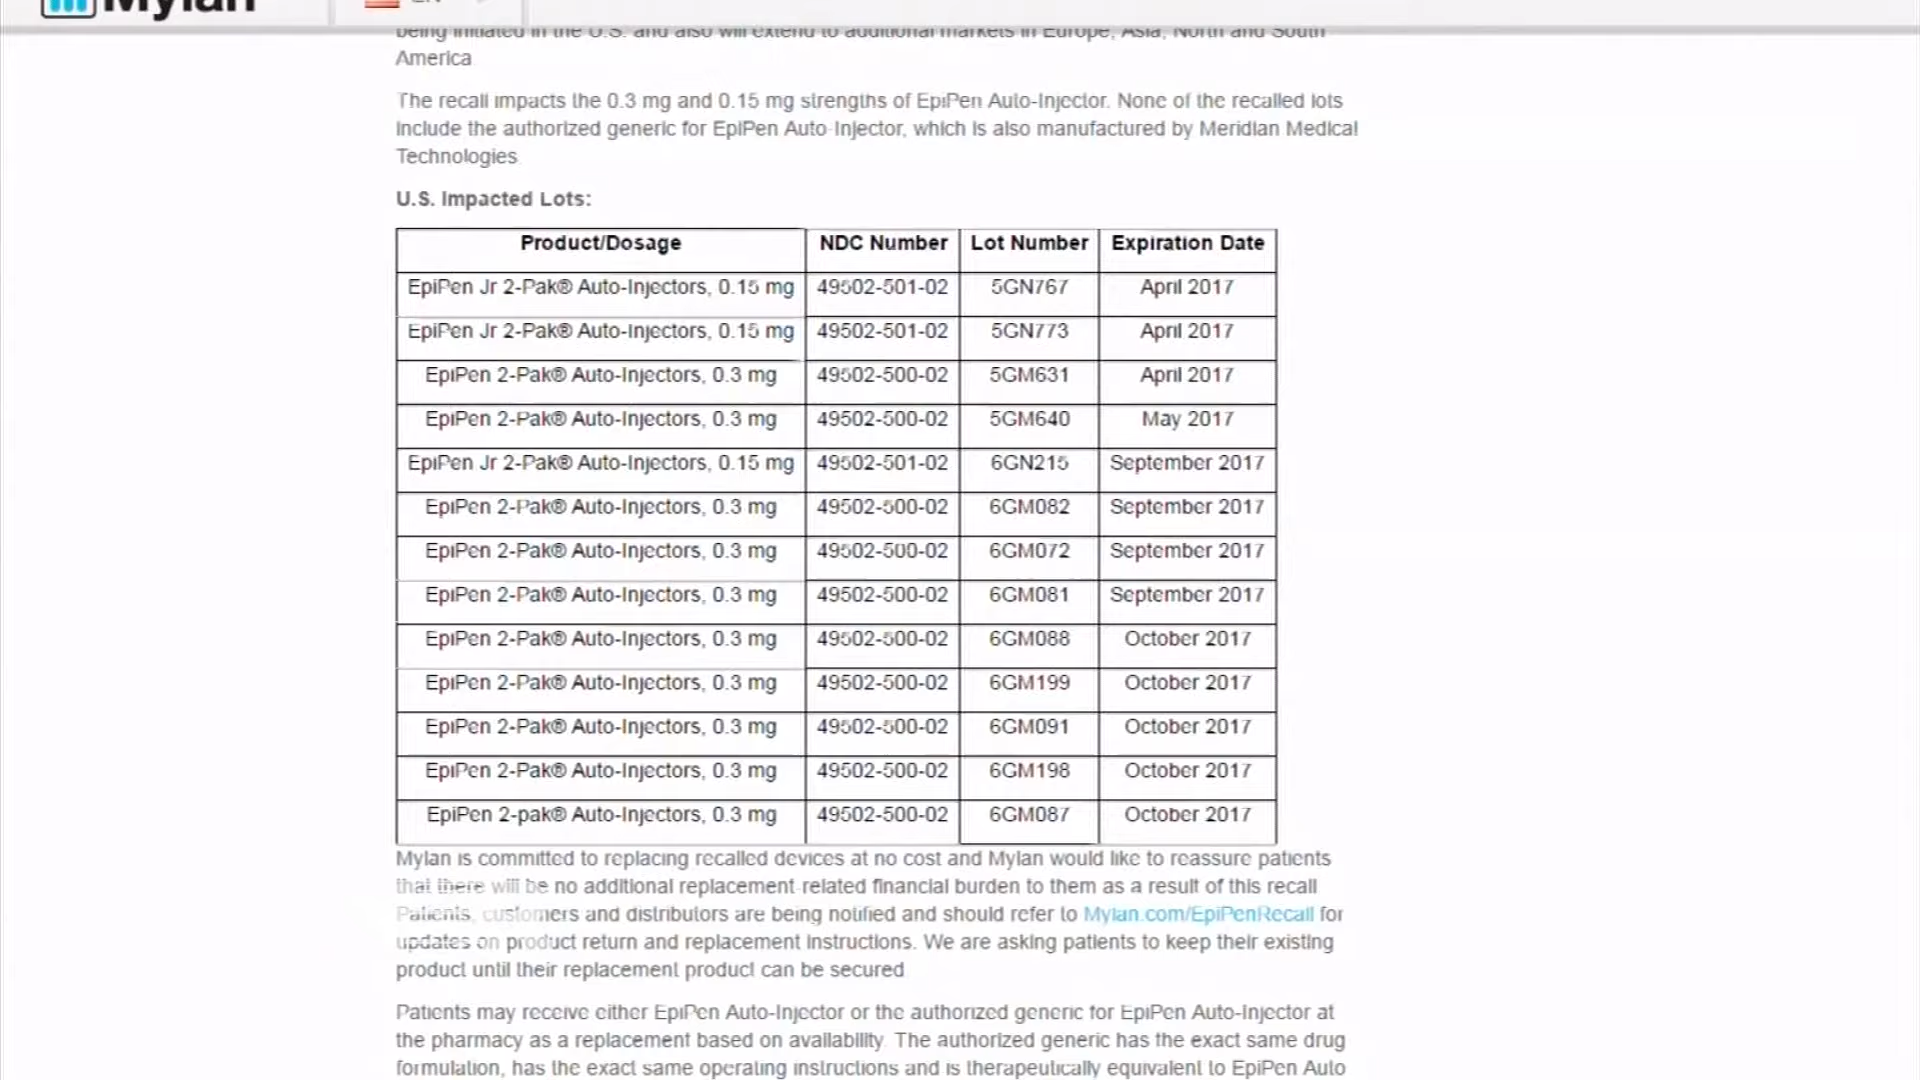 Mylan
EN
being initiated in the U.S. and also will extend to additional markets in Europe, Asia, North and South
America
The recall impacts the 0.3 mg and 0.15 mg strengths of EpiPen Auto-Injector. None of the recalled lots
include the authorized generic for EpiPen Auto-Injector, which is also manufactured by Meridian Medical
Technologies
U.S. Impacted Lots:
Product/Dosage NDC Number Lot Number Expiration Date
EpiPen Jr 2-Pak® Auto-Injectors, 0.15 mg 49502-501-02 5GN767 April 2017
EpiPen Jr 2-Pak® Auto-Injectors, 0.15 mg 49502-501-02 5GN773 April 2017
EpiPen 2-Pak® Auto-Injectors, 0.3 mg 49502-500-02 5GM631 April 2017
EpiPen 2-Pak® Auto-Injectors, 0.3 mg 49502-500-02 5GM640 May 2017
EpiPen Jr 2-Pak® Auto-Injectors, 0.15 mg 49502-501-02 6GN215 September 2017
EpiPen 2-Pak® Auto-Injectors, 0.3 mg 49502-500-02 6GM082 September 2017
EpiPen 2-Pak® Auto-Injectors, 0.3 mg 49502-500-02 6GM072 September 2017
EpiPen 2-Pak® Auto-Injectors, 0.3 mg 49502-500-02 6GM081 September 2017
EpiPen 2-Pak® Auto-Injectors, 0.3 mg 49502-500-02 6GM088 October 2017
EpiPen 2-Pak® Auto-Injectors, 0.3 mg 49502-500-02 6GM199 October 2017
EpiPen 2-Pak® Auto-Injectors, 0.3 mg 49502-500-02 6GM091 October 2017
EpiPen 2-Pak® Auto-Injectors, 0.3 mg 49502-500-02 6GM198 October 2017
EpiPen 2-pak® Auto-Injectors, 0.3 mg 49502-500-02 6GM087 October 2017
Mylan is committed to replacing recalled devices at no cost and Mylan would like to reassure patients
that there will be no additional replacement-related financial burden to them as a result of this recall
Patients, customers and distributors are being notified and should refer to Mylan.com/EpiPenRecall for
updates on product return and replacement instructions. We are asking patients to keep their existing
product until their replacement product can be secured
Patients may receive either EpiPen Auto-Injector or the authorized generic for EpiPen Auto-Injector at
the pharmacy as a replacement based on availability. The authorized generic has the exact same drug
formulation, has the exact same operating instructions and is therapeutically equivalent to EpiPen Auto